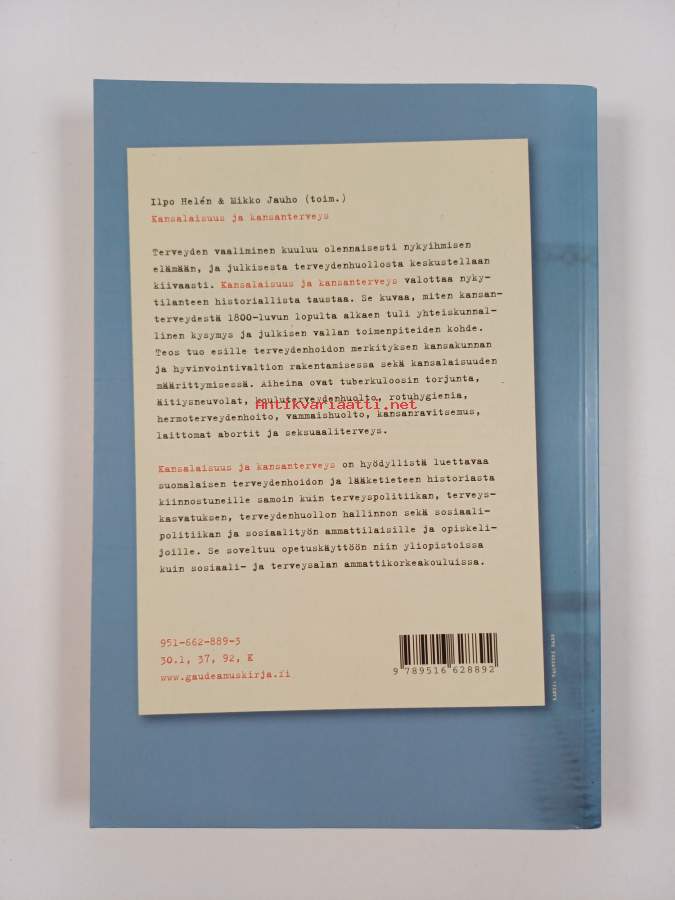 Ilpo Helén & Mikko Jauho (toim.)
Kansalaisuus ja kansanterveys
Terveyden vaaliminen kuuluu olennaisesti nykyihmisen
elämään, ja julkisesta terveydenhuollosta keskustellaan
kiivaasti. Kansalaisuus ja kansanterveys valottaa nyky-
tilanteen historiallista taustaa. Se kuvaa, miten kansan-
terveydestä 1800-luvun lopulta alkaen tuli yhteiskunnal-
linen kysymys ja julkisen vallan toimenpiteiden kohde.
Teos tuo esille terveydenhoidon merkityksen kansakunnan
ja hyvinvointivaltion rakentamisessa sekä kansalaisuuden
määrittymisessä. Aiheina ovat tuberkuloosin torjunta,
äitiysneuvolat, kouluterveydenhuolto, rotuhygienia,
Antikvariaatti.net
hermoterveydenhoito, vammaishuolto, kansanravitsemus,
laittomat abortit ja seksuaaliterveys.
Kansalaisuus ja kansanterveys on hyödyllistä luettavaa
suomalaisen terveydenhoidon ja lääketieteen historiasta
kiinnostuneille samoin kuin terveyspolitiikan, terveys-
kasvatuksen, terveydenhuollon hallinnon sekä sosiaali-
politiikan ja sosiaalityön ammattilaisille ja opiskeli-
joille. Se soveltuu opetuskäyttöön niin yliopistoissa
kuin sosiaali- ja terveysalan ammattikorkeakouluissa.
951-662-889-3
30.1, 37, 92, K
www.gaudeamuskirja.fi
9 789516 628892